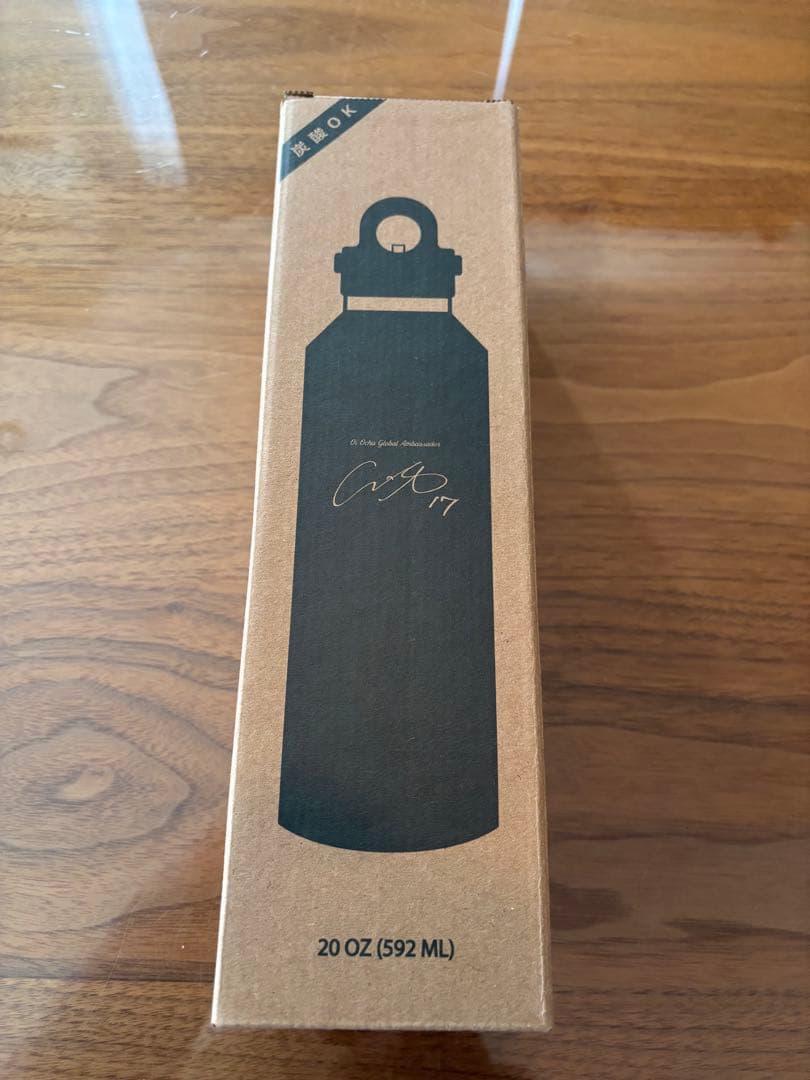 炭酸OK
Oi Ocha Global Ambassador
17
20 OZ (592 ML)